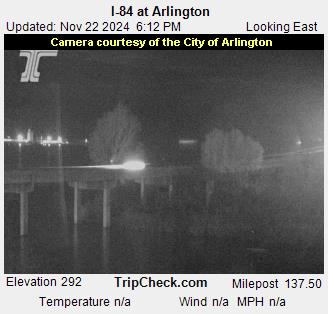 I-84 at Arlington
Updated: Nov 22 2024 6:12 PM Looking East
Camera courtesy of the City of Arlington
Elevation 292 TripCheck.com Milepost 137.50
Temperature n/a Wind n/a MPH n/a